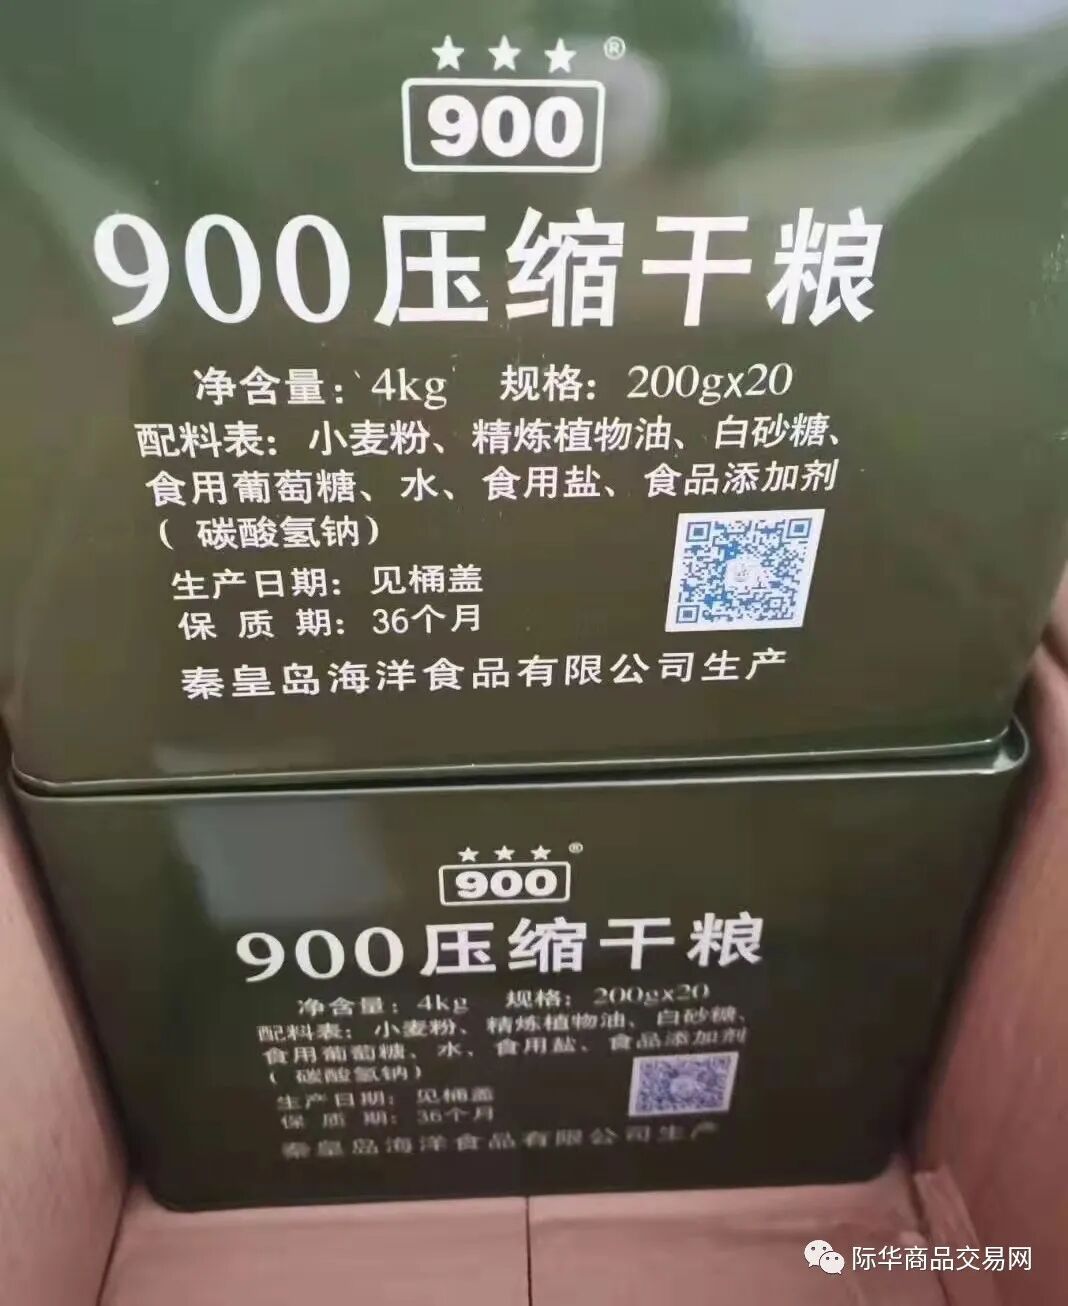 ★★★®
900
900压缩干粮
净含量：4kg 规格：200gx20
配料表：小麦粉、精炼植物油、白砂糖、
食用葡萄糖、水、食用盐、食品添加剂
（碳酸氢钠）
生产日期：见桶盖
保 质 期：36个月
秦皇岛海洋食品有限公司生产
★★★®
900
900压缩干粮
净含量：4kg 规格：200gx20
配料表：小麦粉、精炼植物油、白砂糖、
食用葡萄糖、水、食用盐、食品添加剂
（碳酸氢钠）
生产日期：见桶盖
保 质 期：36个月
秦皇岛海洋食品有限公司生产
际华商品交易网